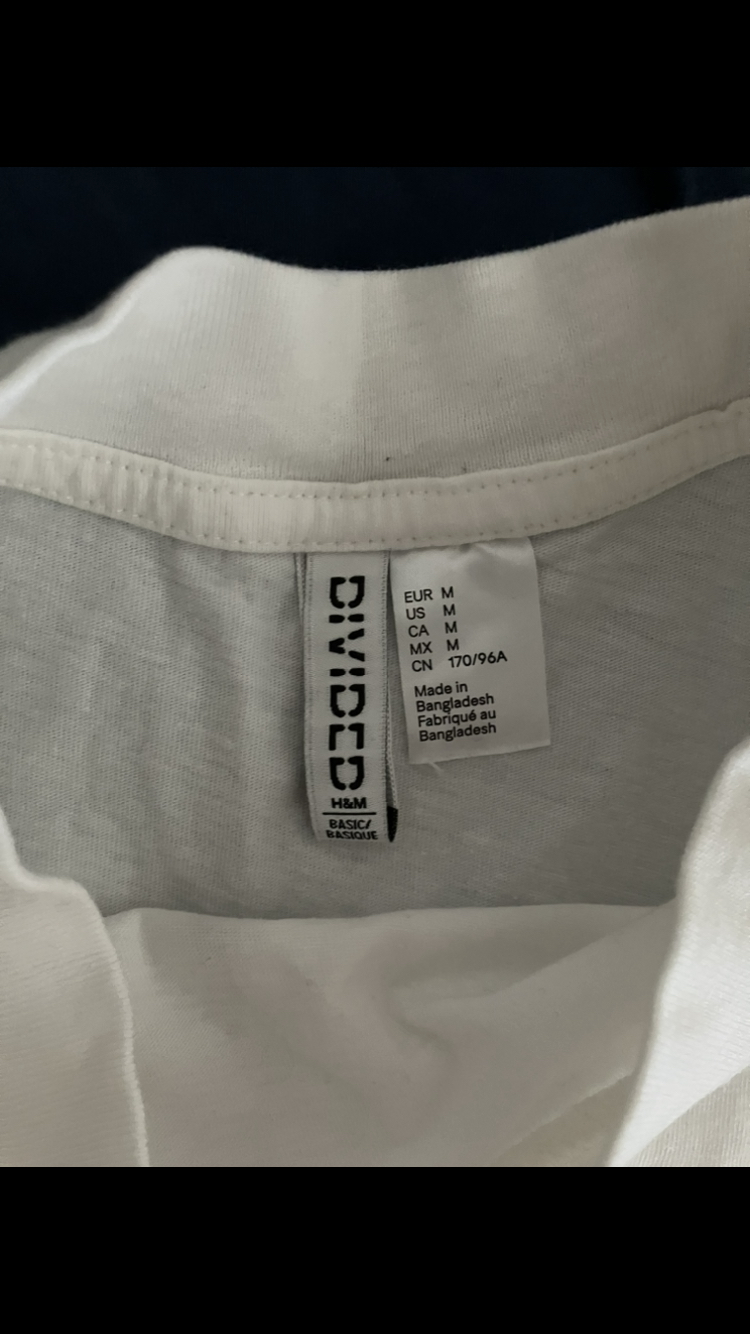 DIVIDED
H&M
BASIC/
BASIQUE
EUR M
US M
CA M
MX M
CN 170/96A
Made in
Bangladesh
Fabriqué au
Bangladesh